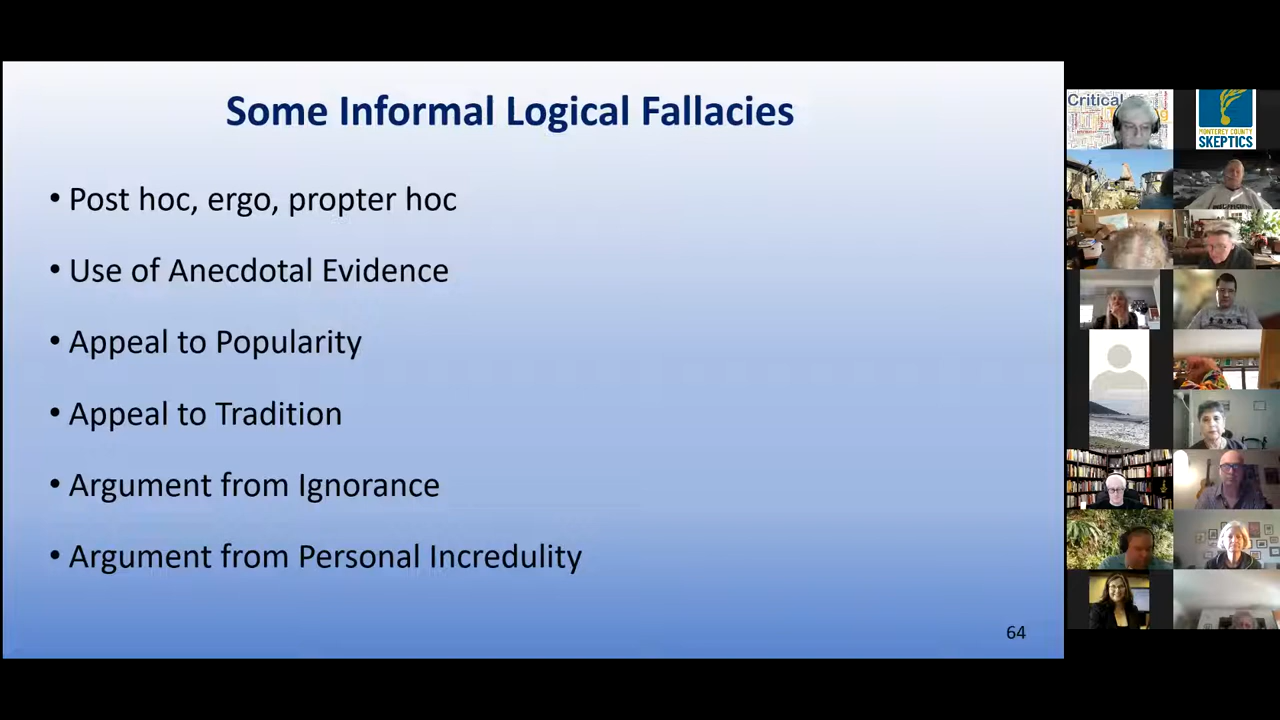 Some Informal Logical Fallacies
• Post hoc, ergo, propter hoc
• Use of Anecdotal Evidence
• Appeal to Popularity
• Appeal to Tradition
• Argument from Ignorance
• Argument from Personal Incredulity
64
Critical
MONTEREY COUNTY
SKEPTICS